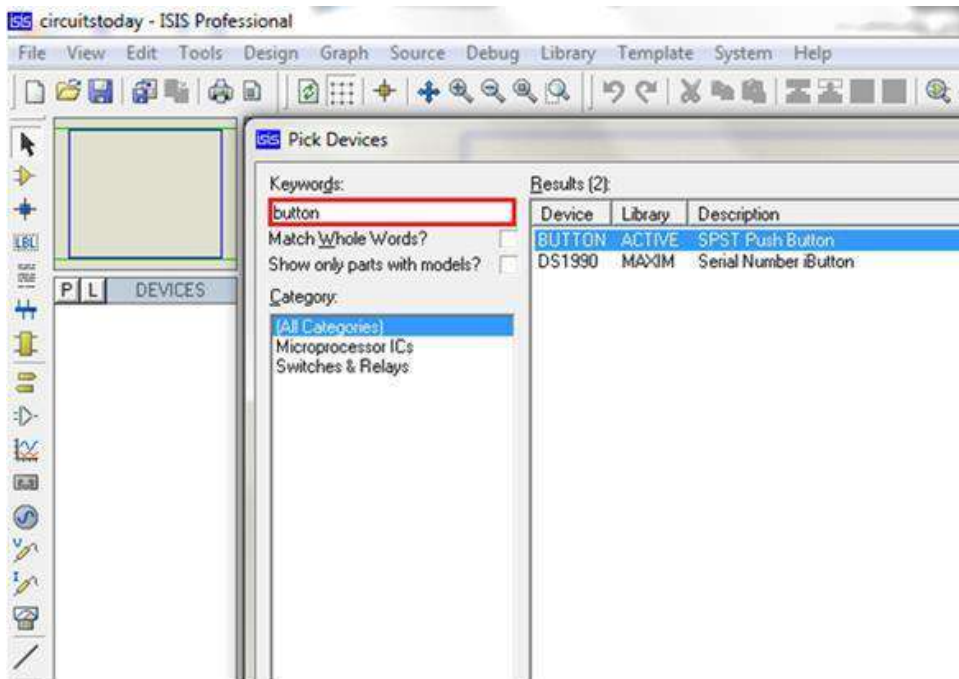 isis circuitstoday - ISIS Professional
File View Edit Tools Design Graph Source Debug Library Template System Help
isis Pick Devices
Keywords:
button
Match Whole Words?
Show only parts with models?
Category:
(All Categories)
Microprocessor ICs
Switches & Relays
Results (2):
Device Library Description
BUTTON ACTIVE SPST Push Button
DS1990 MAXIM Serial Number iButton
LBL
P L DEVICES
V
I